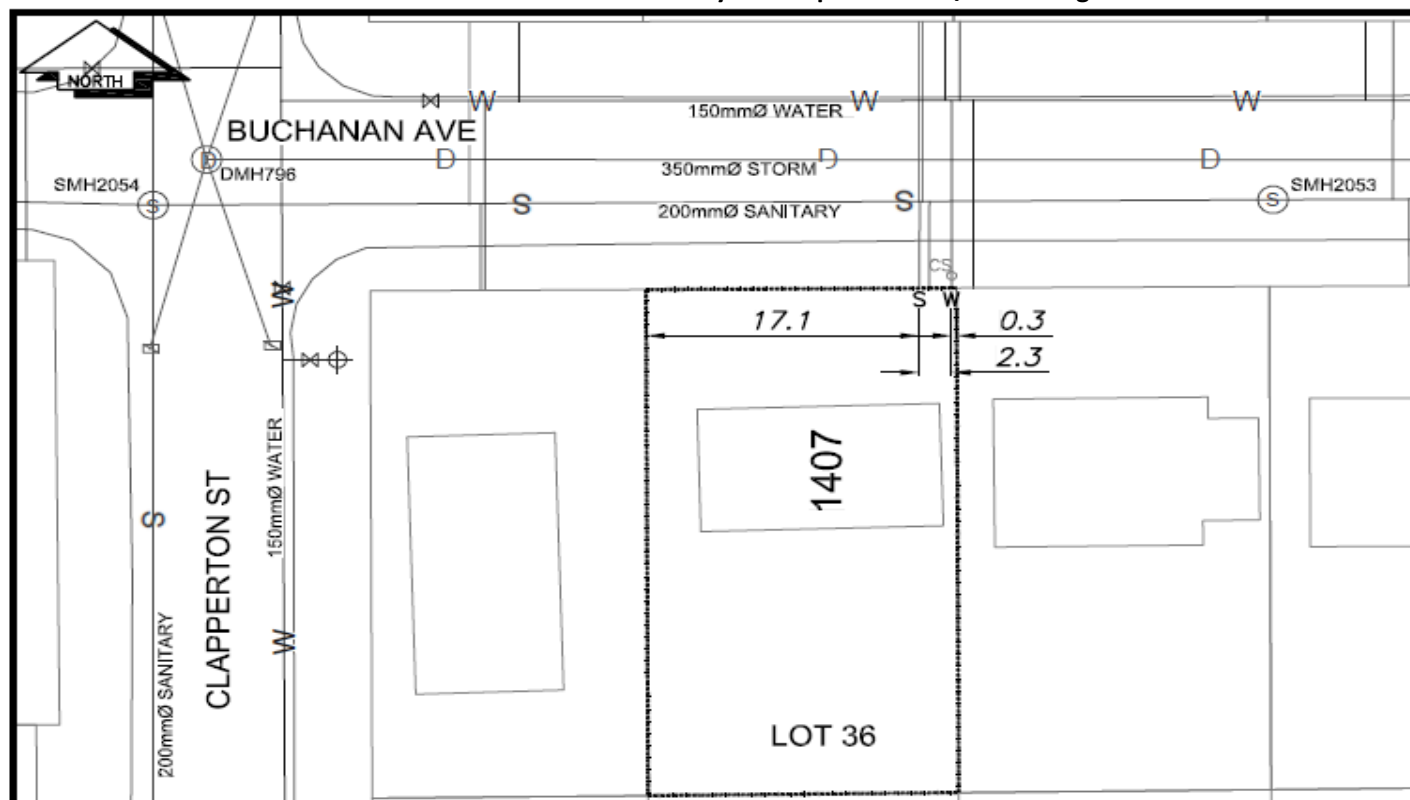 NORTH
W
W
W
150mmØ WATER
BUCHANAN AVE
D
D
D
D
DMH796
350mmØ STORM
SMH2054
SMH2053
S
S
S
S
200mmØ SANITARY
CS
W
S
W
17.1
0.3
2.3
1407
150mmØ WATER
CLAPPERTON ST
S
W
200mmØ SANITARY
LOT 36